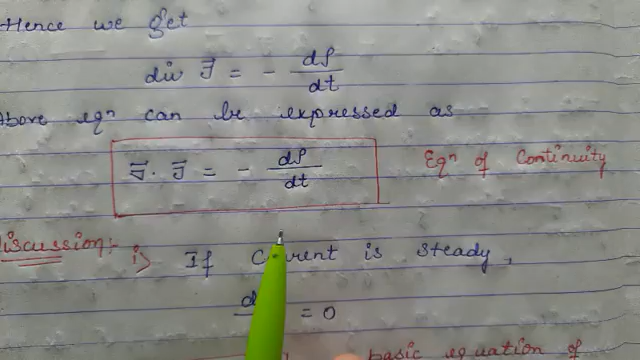 Hence we get
div J̄ = - dρ/dt
Above eqn can be expressed as
∇̄. J̄ = - dρ/dt Eqn of Continuity
Discussion:- i> If Current is steady,
= 0
basic equation of